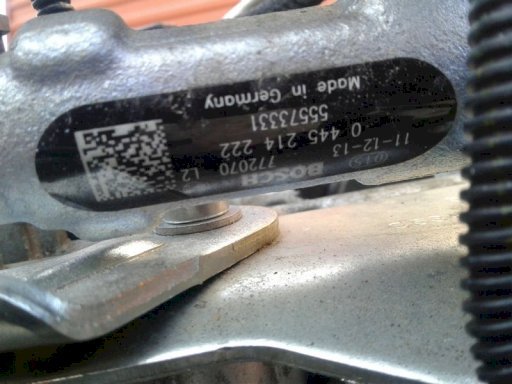 BOSCH
11-12-13 772070 L2
0 445 214 222
55573331
Made in Germany